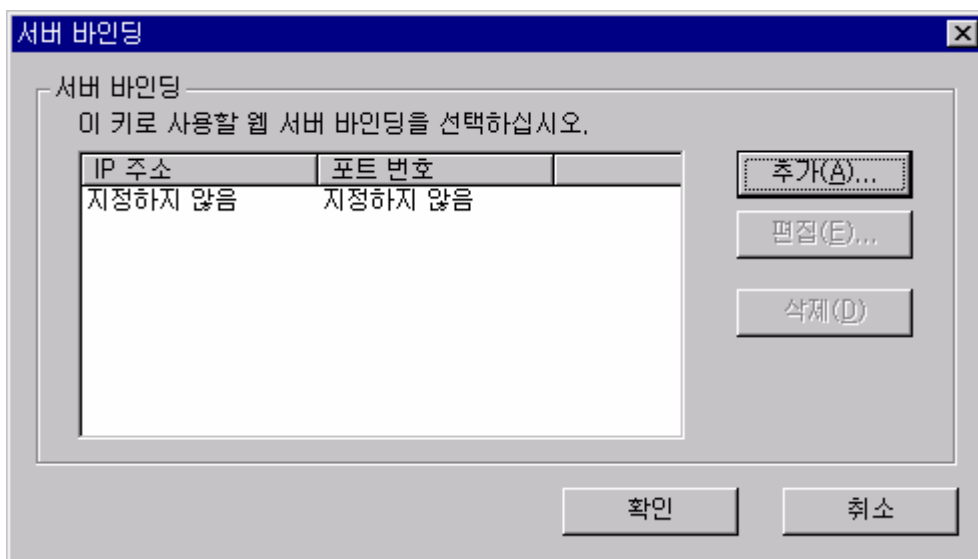 서버 바인딩
서버 바인딩
이 키로 사용할 웹 서버 바인딩을 선택하십시오.
IP 주소 포트 번호
지정하지 않음 지정하지 않음
추가(A)...
편집(E)...
삭제(D)
확인 취소